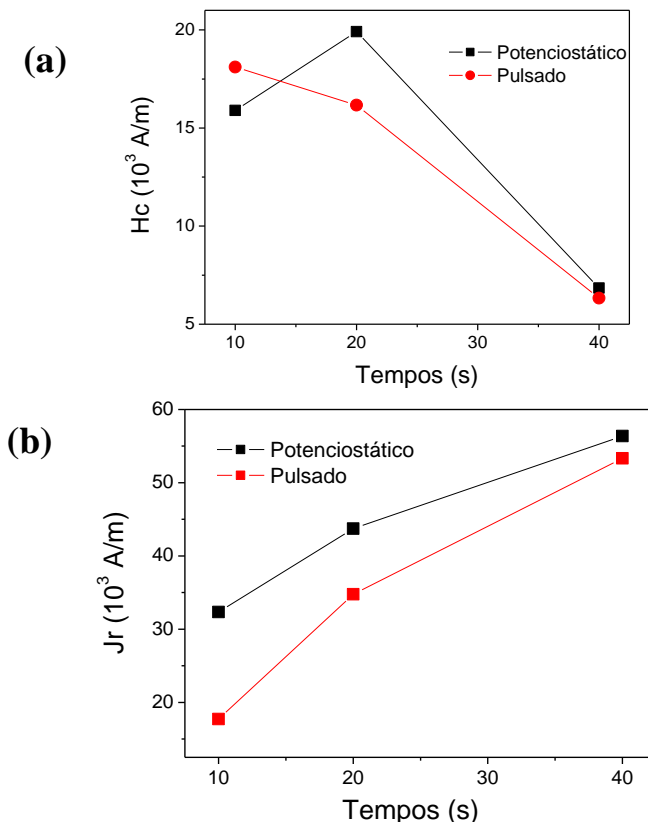 (a)
20
15
10
5
Hc (10³ A/m)
Potenciostático
Pulsado
10 20 30 40
Tempos (s)
(b)
60
50
40
30
20
Jr (10³ A/m)
Potenciostático
Pulsado
10 20 30 40
Tempos (s)